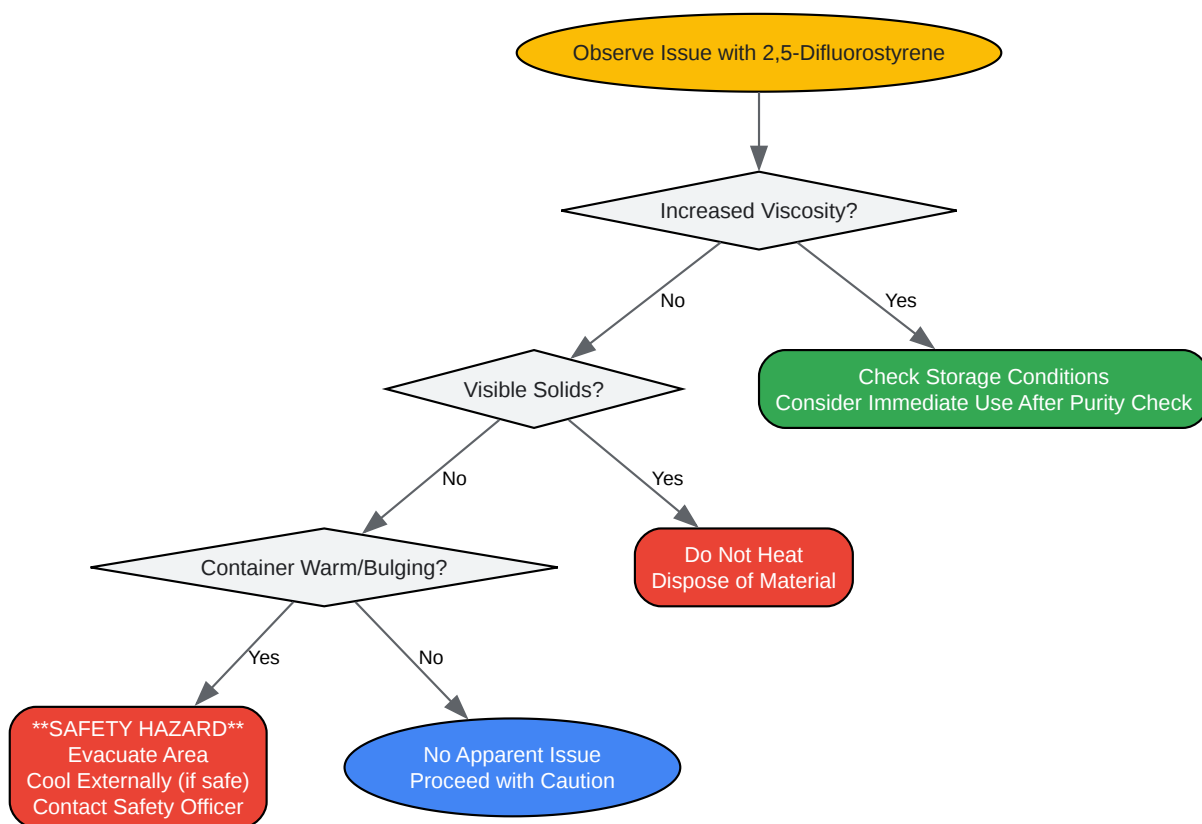 Observe Issue with 2,5-Difluorostyrene
Increased Viscosity?
No
Yes
Visible Solids?
Check Storage Conditions
Consider Immediate Use After Purity Check
No
Yes
Container Warm/Bulging?
Do Not Heat
Dispose of Material
Yes
No
**SAFETY HAZARD**
Evacuate Area
Cool Externally (if safe)
Contact Safety Officer
No Apparent Issue
Proceed with Caution